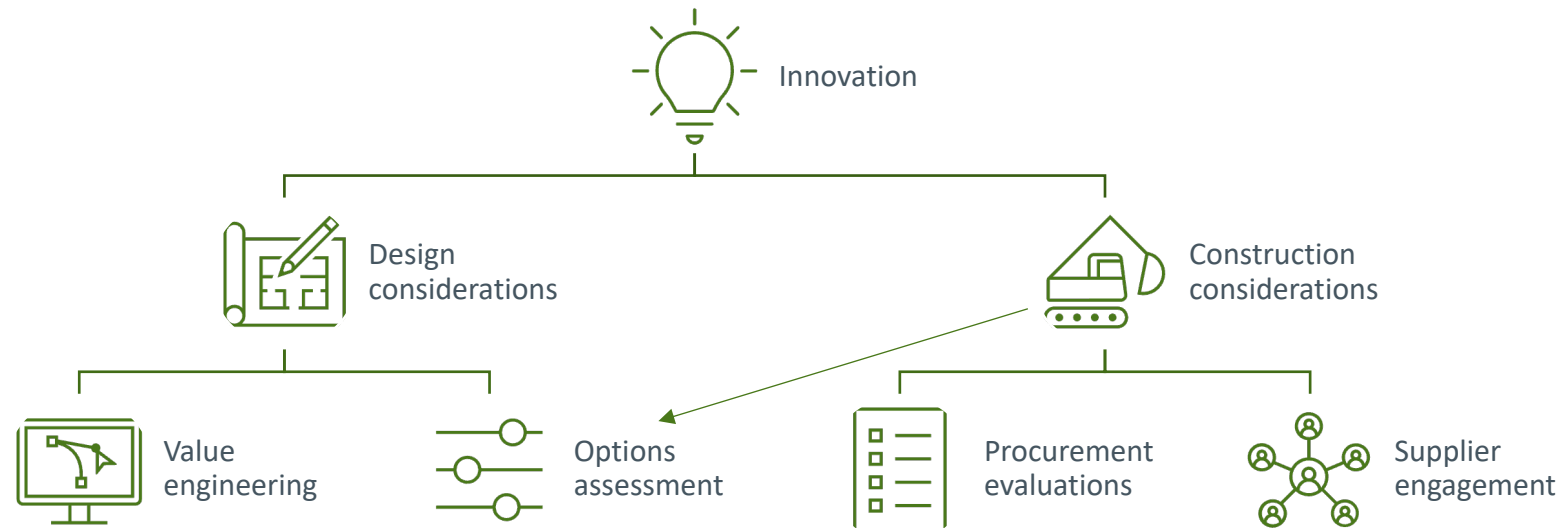 Innovation
Design
considerations
Construction
considerations
Value
engineering
Options
assessment
Procurement
evaluations
Supplier
engagement